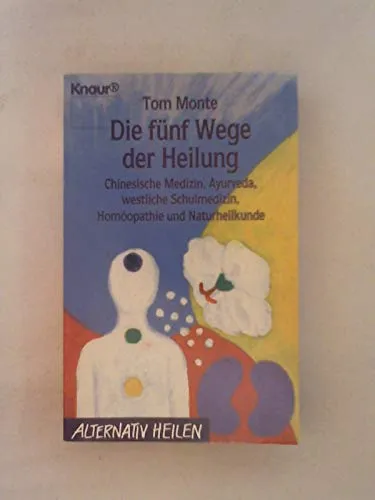 Knaur®
Tom Monte
Die fünf Wege
der Heilung
Chinesische Medizin, Ayurveda,
westliche Schulmedizin,
Homöopathie und Naturheilkunde
ALTERNATIV HEILEN